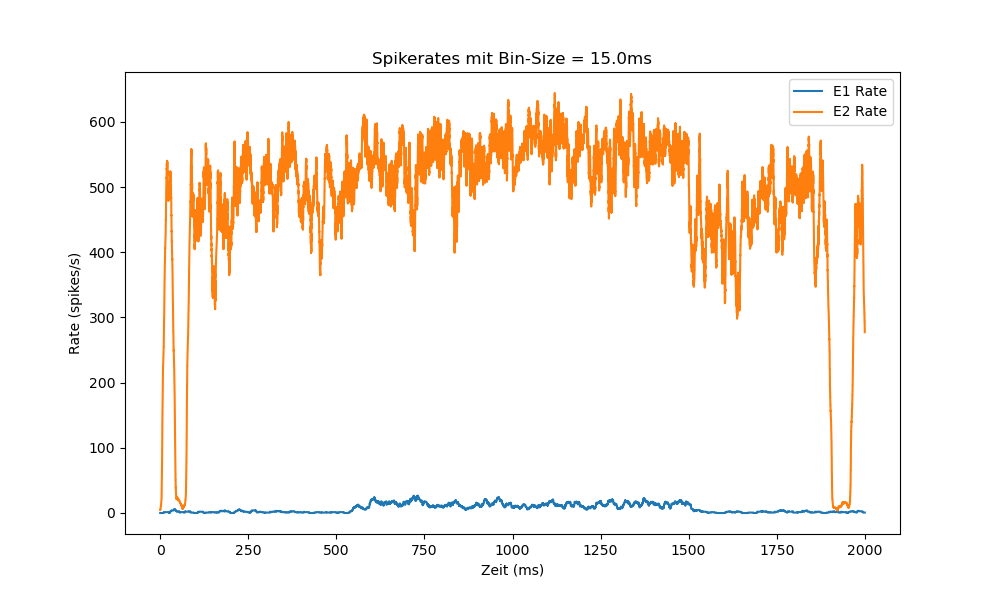 Spikerates mit Bin-Size = 15.0ms
E1 Rate
E2 Rate
Rate (spikes/s)
600
500
400
300
200
100
0
0 250 500 750 1000 1250 1500 1750 2000
Zeit (ms)